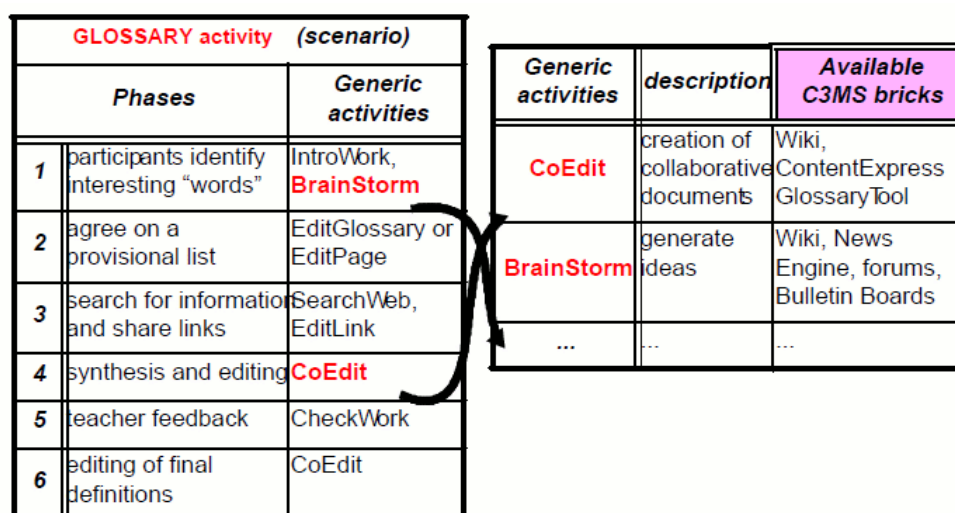 GLOSSARY activity (scenario)
Phases
Generic
activities
1
participants identify
interesting “words”
IntroWork,
BrainStorm
2
agree on a
provisional list
EditGlossary or
EditPage
3
search for information
and share links
SearchWeb,
EditLink
4
synthesis and editing
CoEdit
5
teacher feedback
CheckWork
6
editing of final
definitions
CoEdit
Generic
activities
description
Available
C3MS bricks
CoEdit
creation of
collaborative
documents
Wiki,
ContentExpress
GlossaryTool
BrainStorm
generate
ideas
Wiki, News
Engine, forums,
Bulletin Boards
...
...
...